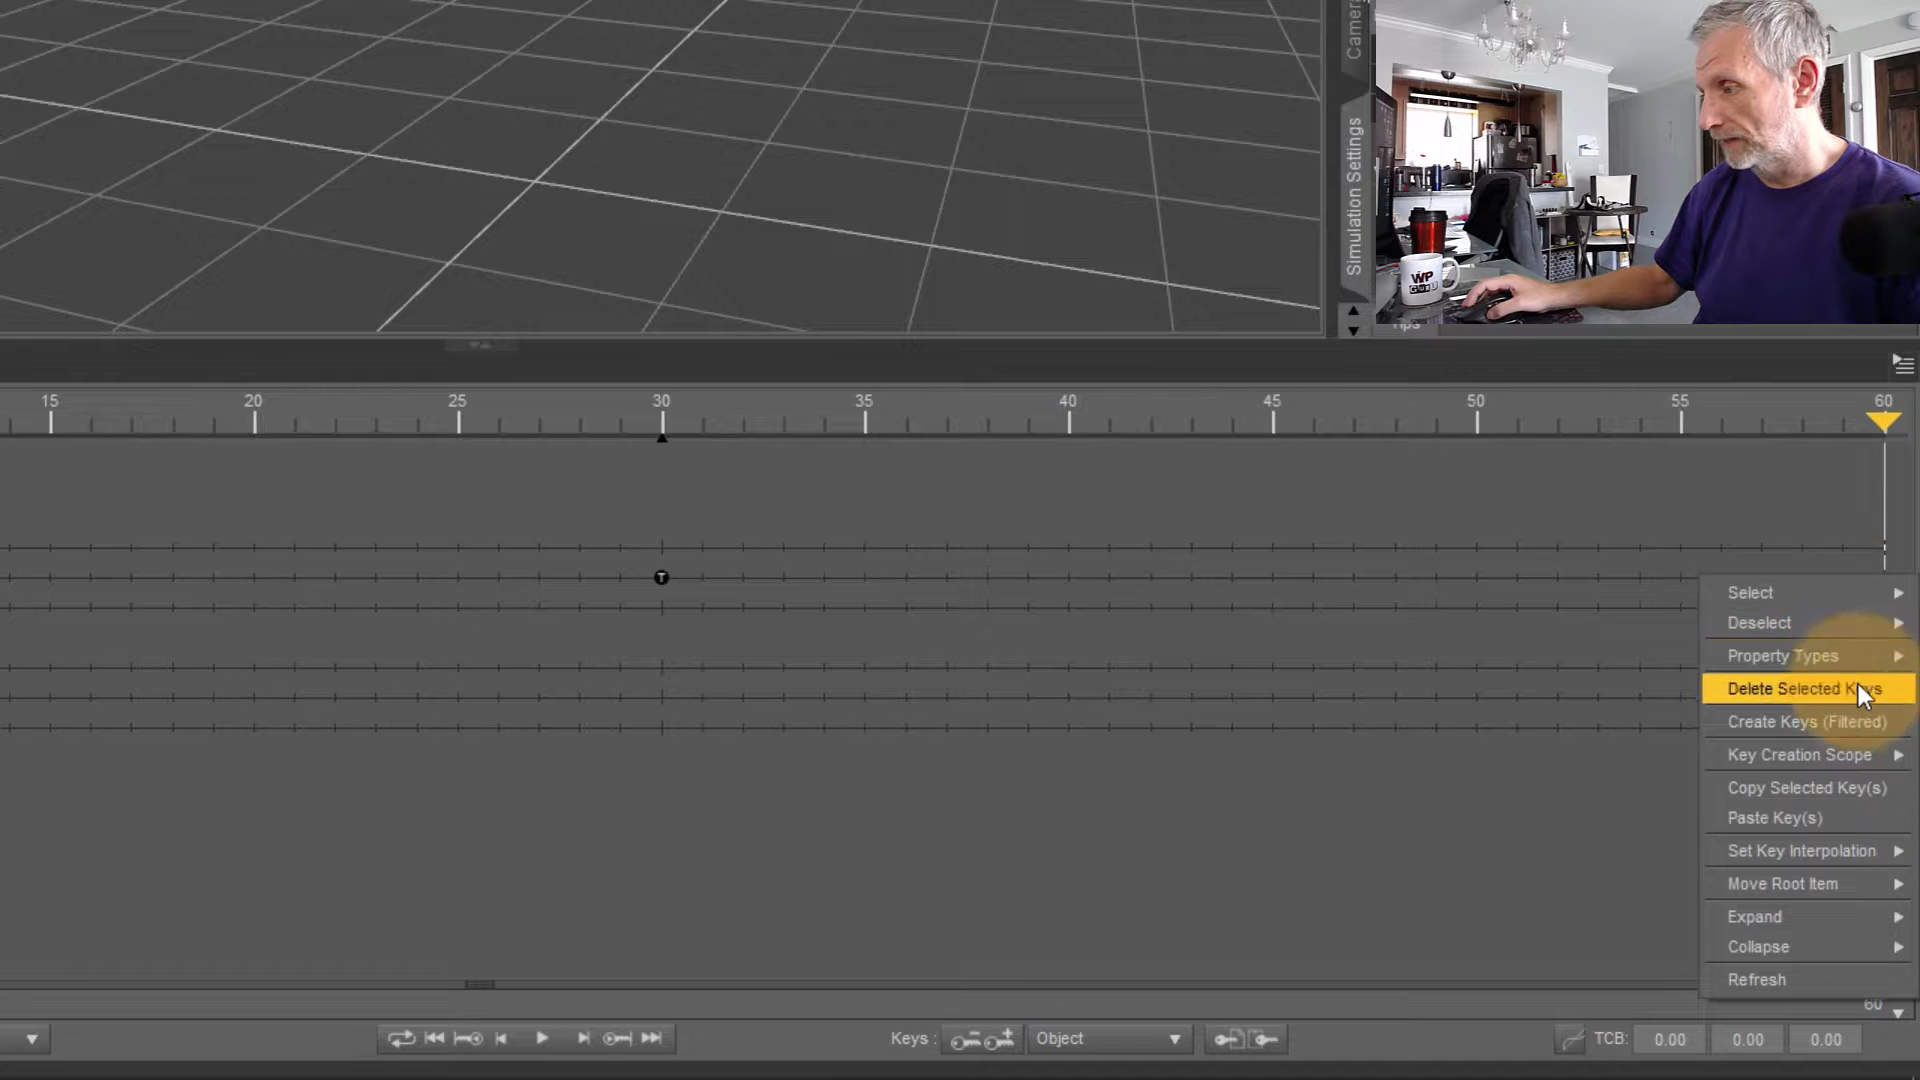 Camer
Simulation Settings
WP
GURU
15 20 25 30 35 40 45 50 55 60
T
Select
Deselect
Property Types
Delete Selected Keys
Create Keys (Filtered)
Key Creation Scope
Copy Selected Key(s)
Paste Key(s)
Set Key Interpolation
Move Root Item
Expand
Collapse
Refresh
60
Keys : Object TCB: 0.00 0.00 0.00